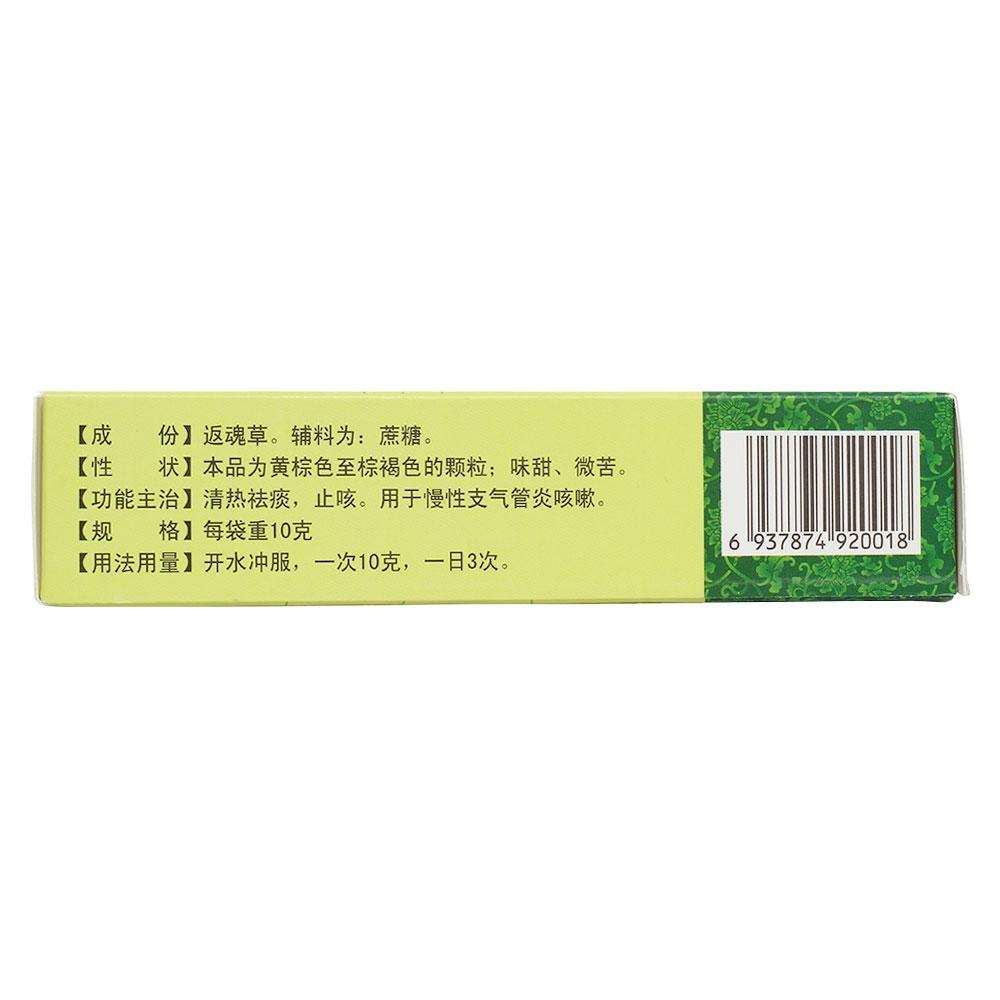 【成　　份】返魂草。辅料为：蔗糖。
【性　　状】本品为黄棕色至棕褐色的颗粒；味甜、微苦。
【功能主治】清热祛痰，止咳。用于慢性支气管炎咳嗽。
【规　　格】每袋重10克
【用法用量】开水冲服，一次10克，一日3次。
6 937874 920018